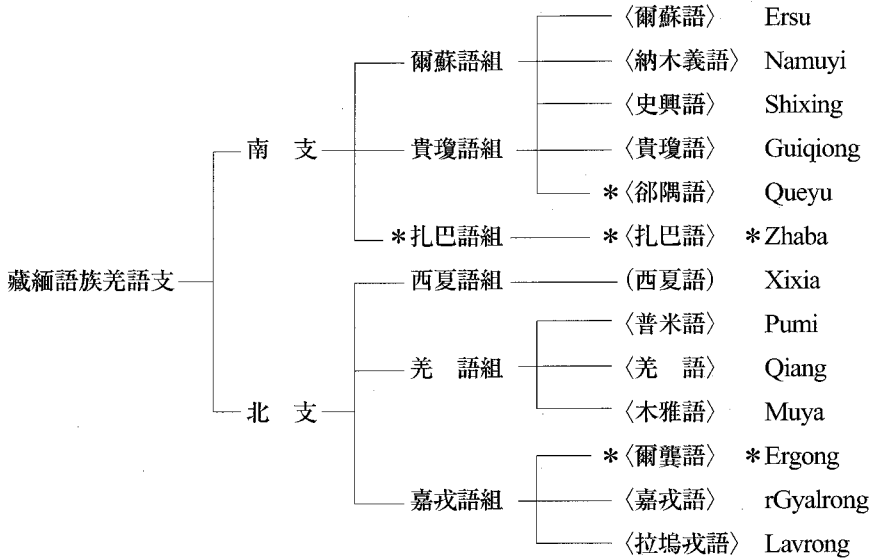 〈爾蘇語〉 Ersu
爾蘇語組 〈納木義語〉 Namuyi
〈史興語〉 Shixing
南 支 貴瓊語組 〈貴瓊語〉 Guiqiong
*〈郤隅語〉 Queyu
*扎巴語組 *〈扎巴語〉 *Zhaba
藏緬語族羌語支 西夏語組 (西夏語) Xixia
〈普米語〉 Pumi
羌 語組 〈羌 語〉 Qiang
北 支 〈木雅語〉 Muya
*〈爾龔語〉 *Ergong
嘉戎語組 〈嘉戎語〉 rGyalrong
〈拉塢戎語〉 Lavrong